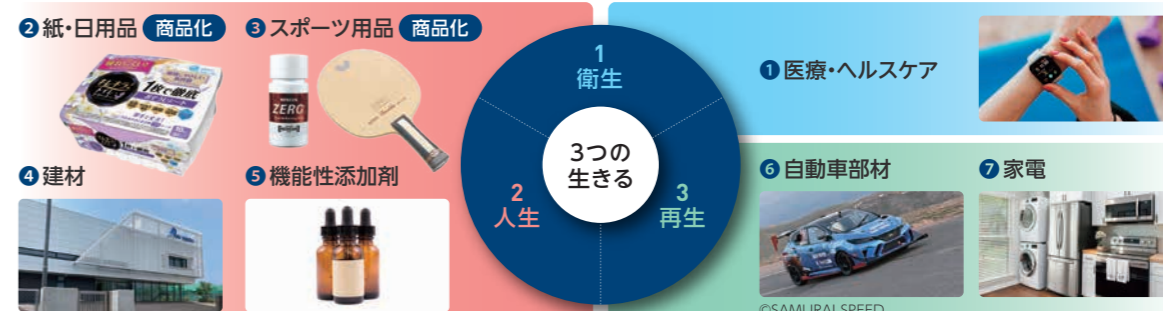 ❷紙・日用品 商品化
❸スポーツ用品 商品化
1枚で徹底
ZERO
❹建材
❺機能性添加剤
1
衛生
2
人生
3
再生
3つの
生きる
❶医療・ヘルスケア
❻自動車部材
❼家電
©SAMURAI SPEED